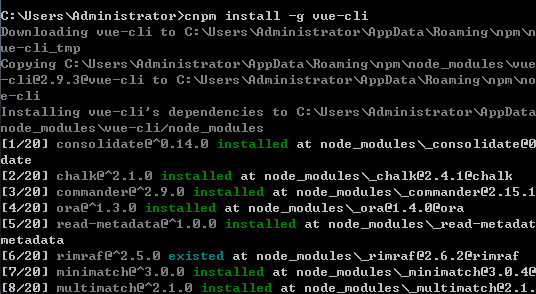 C:\Users\Administrator>cnpm install -g vue-cli
Downloading vue-cli to C:\Users\Administrator\AppData\Roaming\npm\n
ue-cli_tmp
Copying C:\Users\Administrator\AppData\Roaming\npm\node_modules\vue
-cli@2.9.3@vue-cli to C:\Users\Administrator\AppData\Roaming\npm\no
e-cli
Installing vue-cli's dependencies to C:\Users\Administrator\AppData
node_modules\vue-cli/node_modules
[1/20] consolidate@^0.14.0 installed at node_modules\_consolidate@0
date
[2/20] chalk@^2.1.0 installed at node_modules\_chalk@2.4.1@chalk
[3/20] commander@^2.9.0 installed at node_modules\_commander@2.15.1
[4/20] ora@^1.3.0 installed at node_modules\_ora@1.4.0@ora
[5/20] read-metadata@^1.0.0 installed at node_modules\_read-metadat
metadata
[6/20] rimraf@^2.5.0 existed at node_modules\_rimraf@2.6.2@rimraf
[7/20] minimatch@^3.0.0 installed at node_modules\_minimatch@3.0.4@
[8/20] multimatch@^2.1.0 installed at node_modules\_multimatch@2.1.